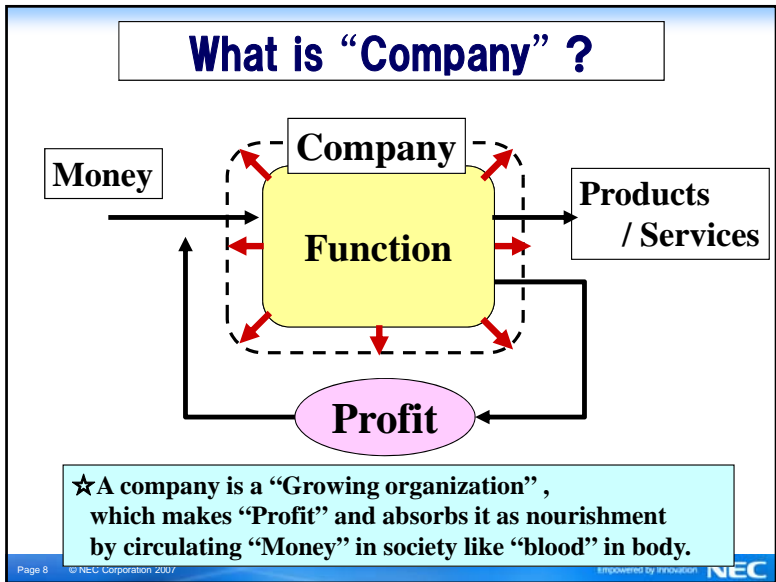 What is “Company” ?
Company
Money
Products
/ Services
Function
Profit
☆A company is a “Growing organization” ,
which makes “Profit” and absorbs it as nourishment
by circulating “Money” in society like “blood” in body.
Page 8 © NEC Corporation 2007
Empowered by Innovation NEC